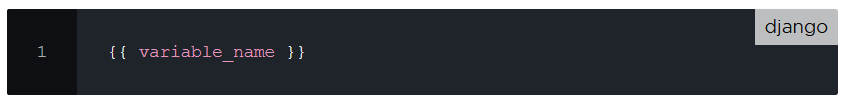 django
1 {{ variable_name }}